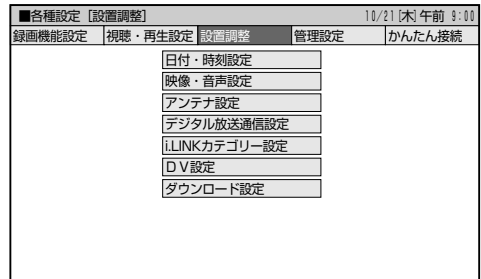 ■各種設定［設置調整］ 10/21[木]午前 9:00
録画機能設定 視聴・再生設定 設置調整 管理設定 かんたん接続
日付・時刻設定
映像・音声設定
アンテナ設定
デジタル放送通信設定
i.LINKカテゴリー設定
ＤＶ設定
ダウンロード設定